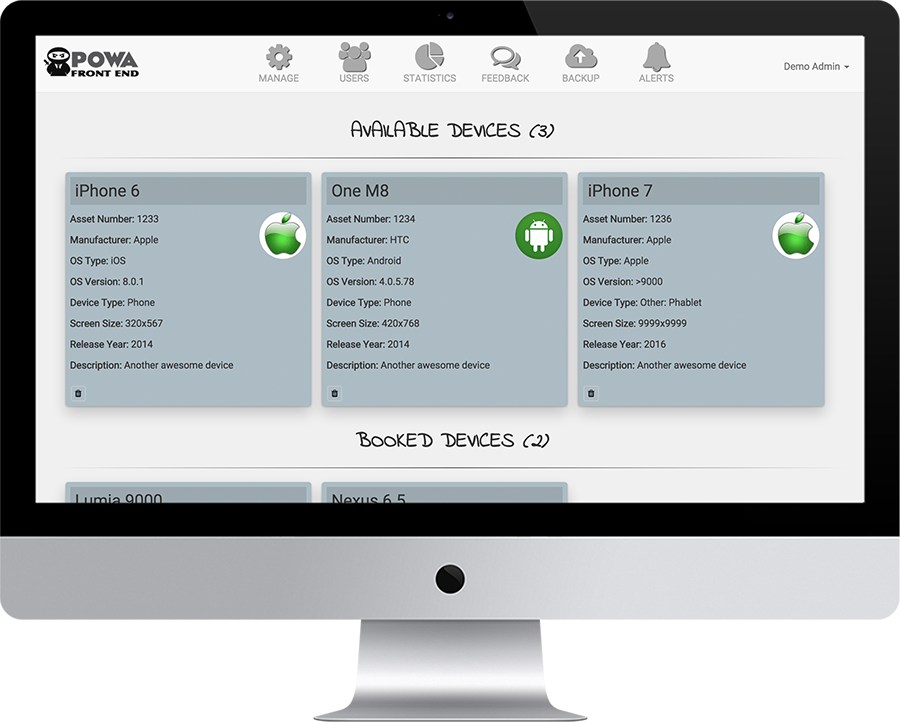 POWA
FRONT END
MANAGE
USERS
STATISTICS
FEEDBACK
BACKUP
ALERTS
Demo Admin
AVAILABLE DEVICES (3)
iPhone 6
Asset Number: 1233
Manufacturer: Apple
OS Type: iOS
OS Version: 8.0.1
Device Type: Phone
Screen Size: 320x567
Release Year: 2014
Description: Another awesome device
One M8
Asset Number: 1234
Manufacturer: HTC
OS Type: Android
OS Version: 4.0.5.78
Device Type: Phone
Screen Size: 420x768
Release Year: 2014
Description: Another awesome device
iPhone 7
Asset Number: 1236
Manufacturer: Apple
OS Type: Apple
OS Version: >9000
Device Type: Other: Phablet
Screen Size: 9999x9999
Release Year: 2016
Description: Another awesome device
BOOKED DEVICES (2)
Lumia 9000
Nexus 6.5